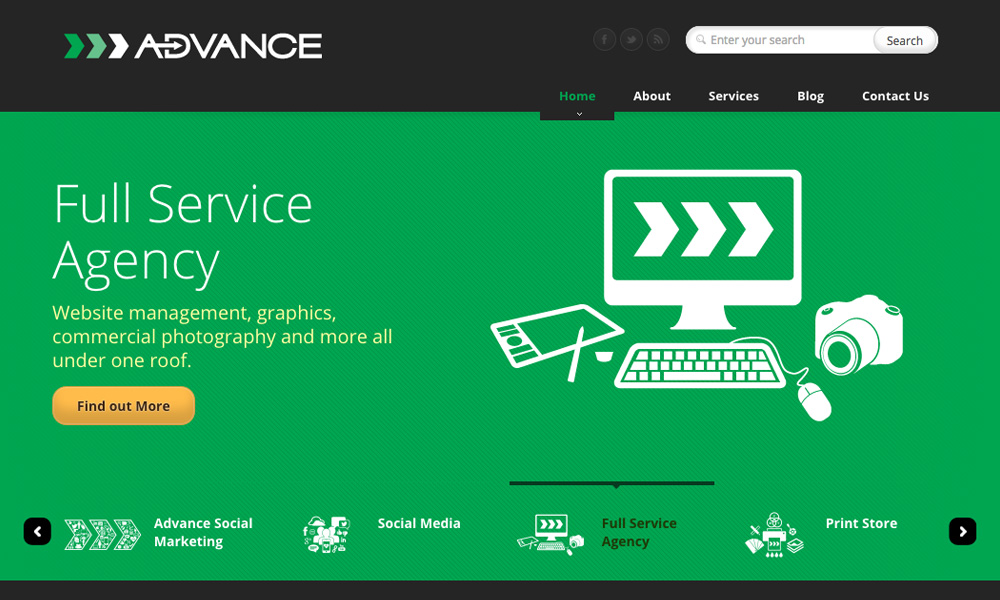 ADVANCE
Enter your search
Search
Home
About
Services
Blog
Contact Us
Full Service
Agency
Website management, graphics,
commercial photography and more all
under one roof.
Find out More
Advance Social
Marketing
Social Media
Full Service
Agency
Print Store